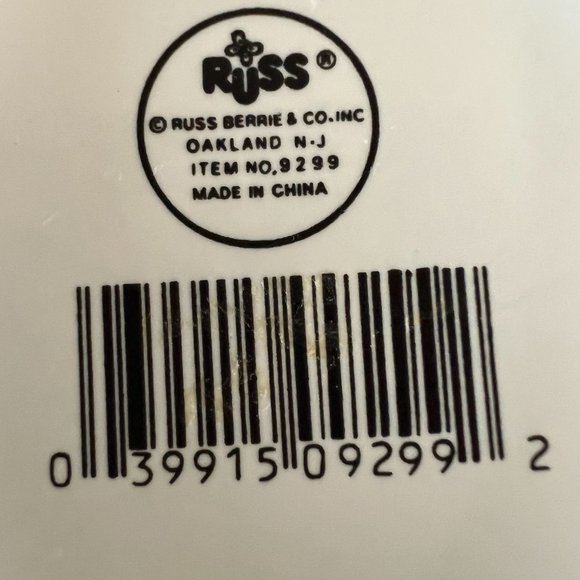 RUSS®
© RUSS BERRIE & CO.INC
OAKLAND N·J
ITEM NO.9299
MADE IN CHINA
0 39915 09299 2